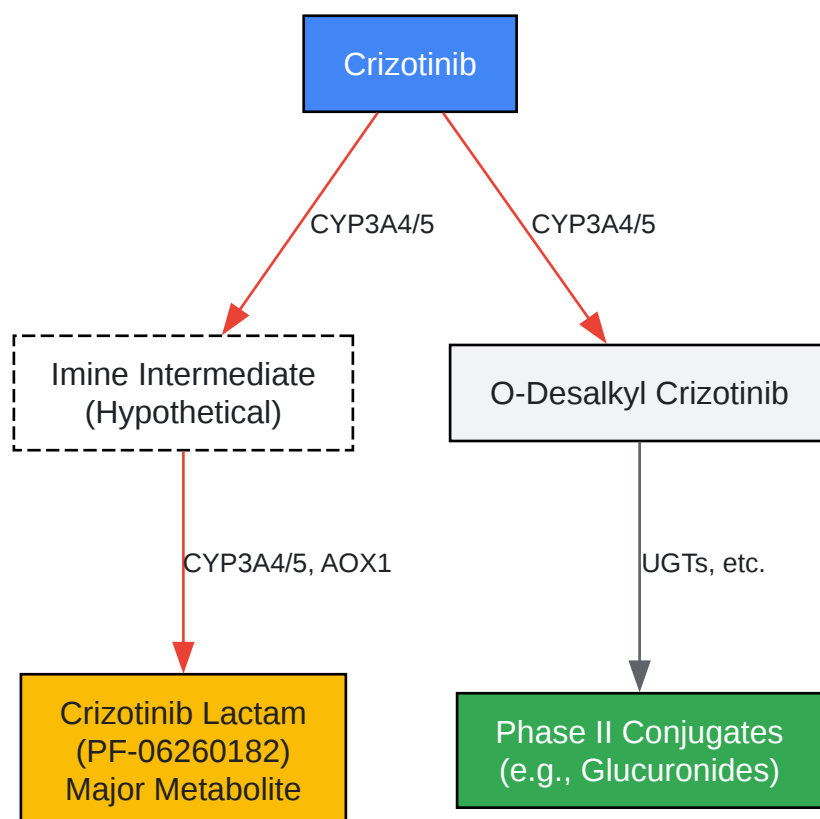 Crizotinib
CYP3A4/5
CYP3A4/5
Imine Intermediate
(Hypothetical)
O-Desalkyl Crizotinib
CYP3A4/5, AOX1
UGTs, etc.
Crizotinib Lactam
(PF-06260182)
Major Metabolite
Phase II Conjugates
(e.g., Glucuronides)